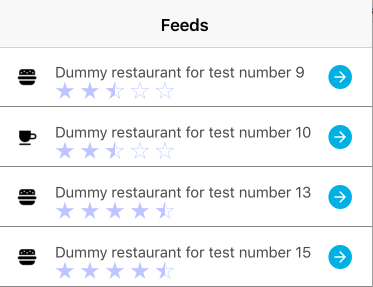 Feeds
Dummy restaurant for test number 9
Dummy restaurant for test number 10
Dummy restaurant for test number 13
Dummy restaurant for test number 15